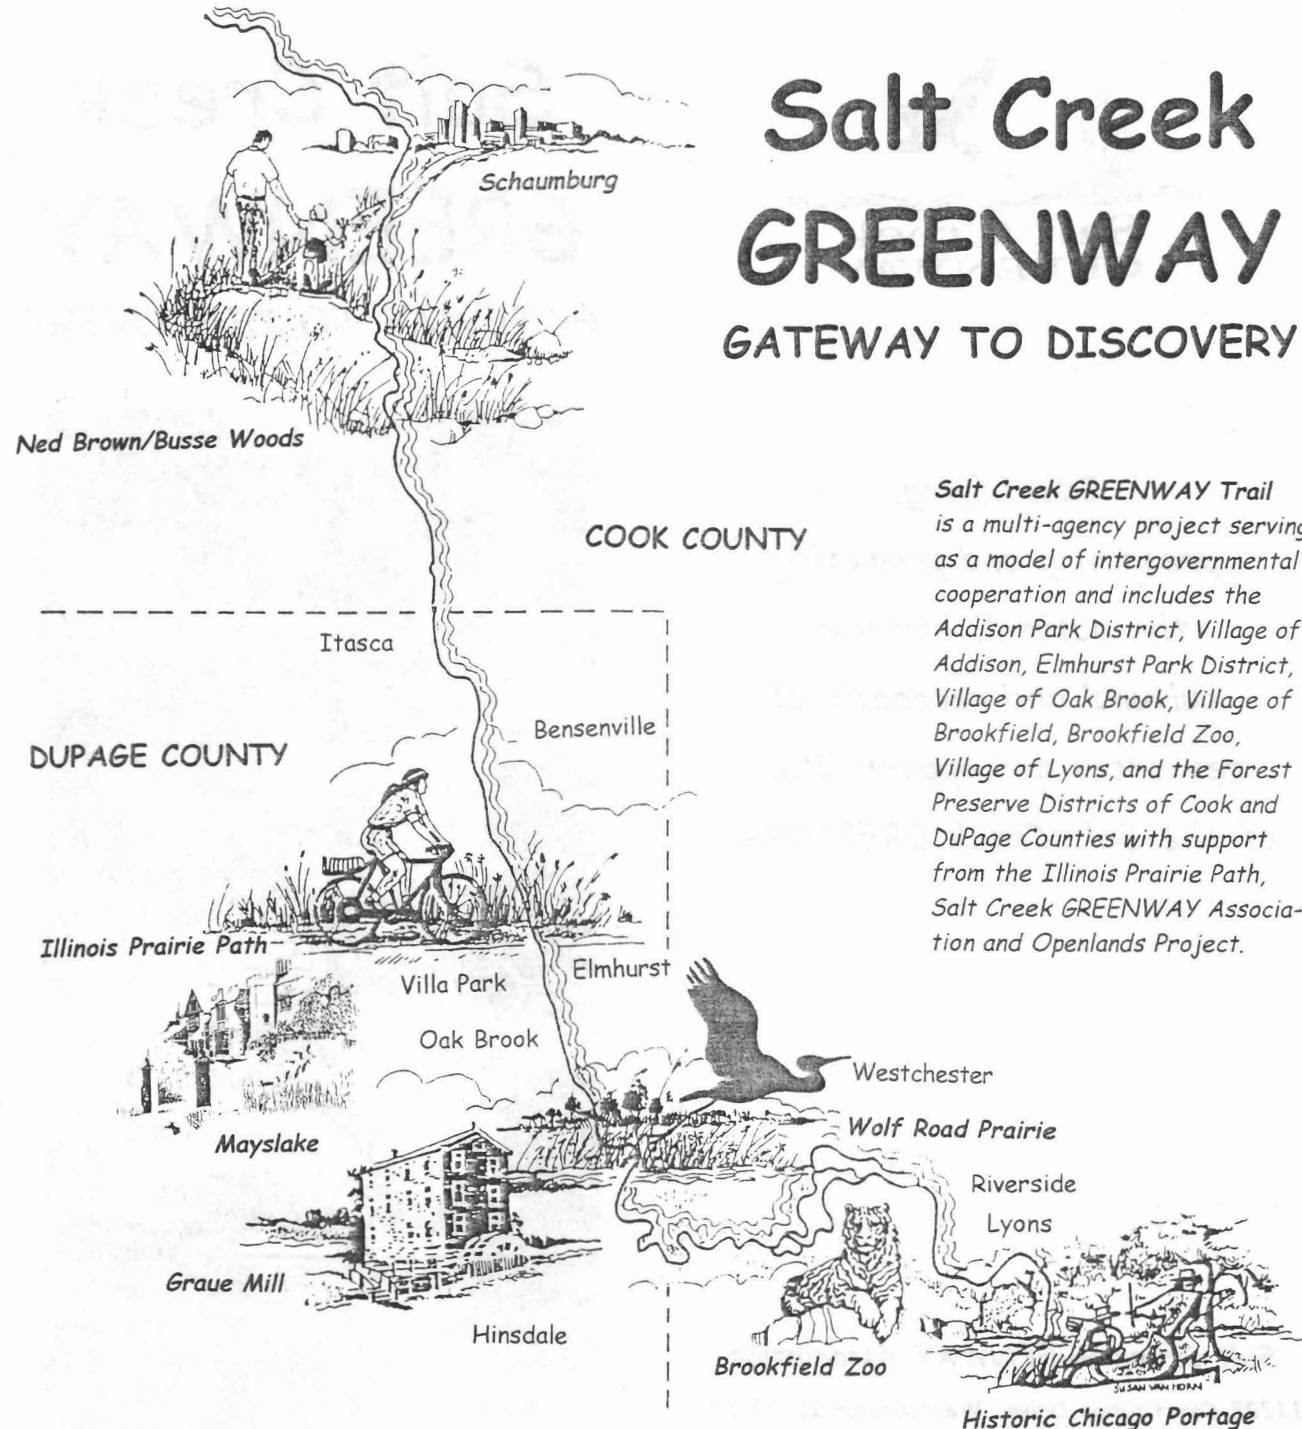 Salt Creek
GREENWAY
GATEWAY TO DISCOVERY
Schaumburg
Ned Brown/Busse Woods
COOK COUNTY
Salt Creek GREENWAY Trail
is a multi-agency project serving
as a model of intergovernmental
cooperation and includes the
Addison Park District, Village of
Addison, Elmhurst Park District,
Village of Oak Brook, Village of
Brookfield, Brookfield Zoo,
Village of Lyons, and the Forest
Preserve Districts of Cook and
DuPage Counties with support
from the Illinois Prairie Path,
Salt Creek GREENWAY Associa-
tion and Openlands Project.
Itasca
Bensenville
DUPAGE COUNTY
Illinois Prairie Path
Villa Park
Elmhurst
Oak Brook
Westchester
Wolf Road Prairie
Mayslake
Riverside
Lyons
Graue Mill
Hinsdale
Brookfield Zoo
SUSAN VAN HORN
Historic Chicago Portage